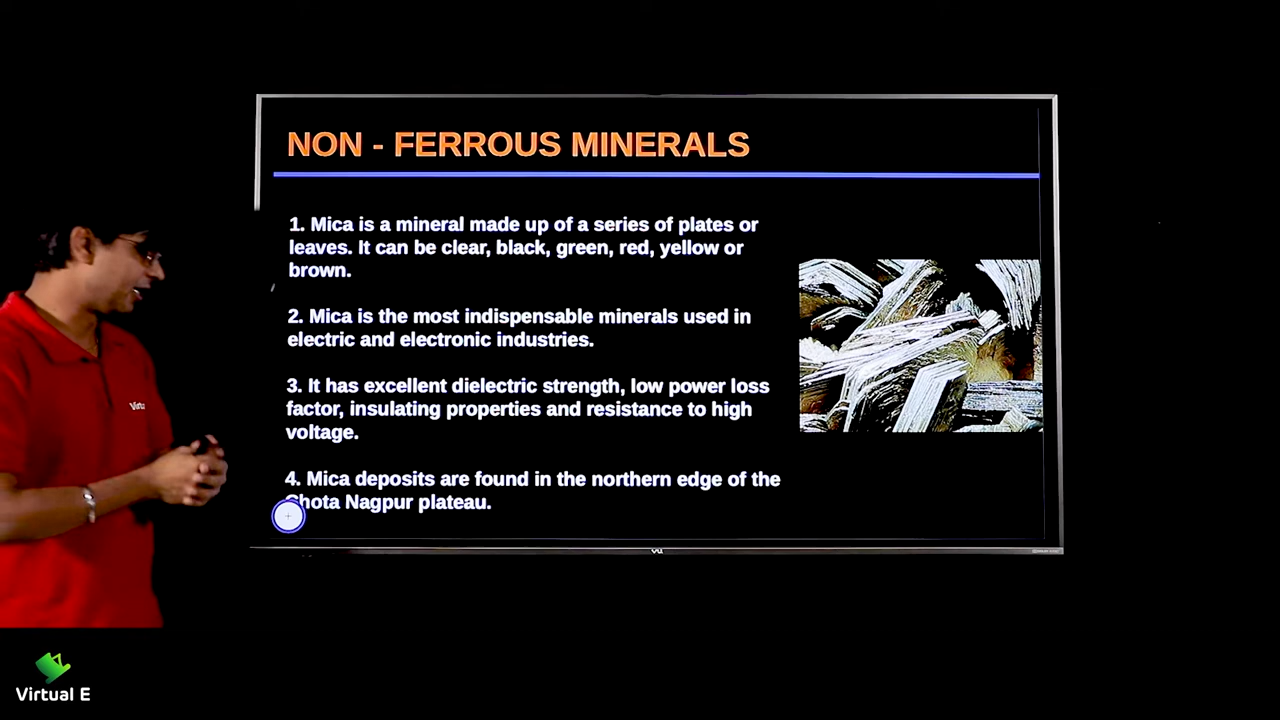 NON - FERROUS MINERALS
1. Mica is a mineral made up of a series of plates or
leaves. It can be clear, black, green, red, yellow or
brown.
2. Mica is the most indispensable minerals used in
electric and electronic industries.
3. It has excellent dielectric strength, low power loss
factor, insulating properties and resistance to high
voltage.
4. Mica deposits are found in the northern edge of the
Chota Nagpur plateau.
Virtu
vu
Virtual E